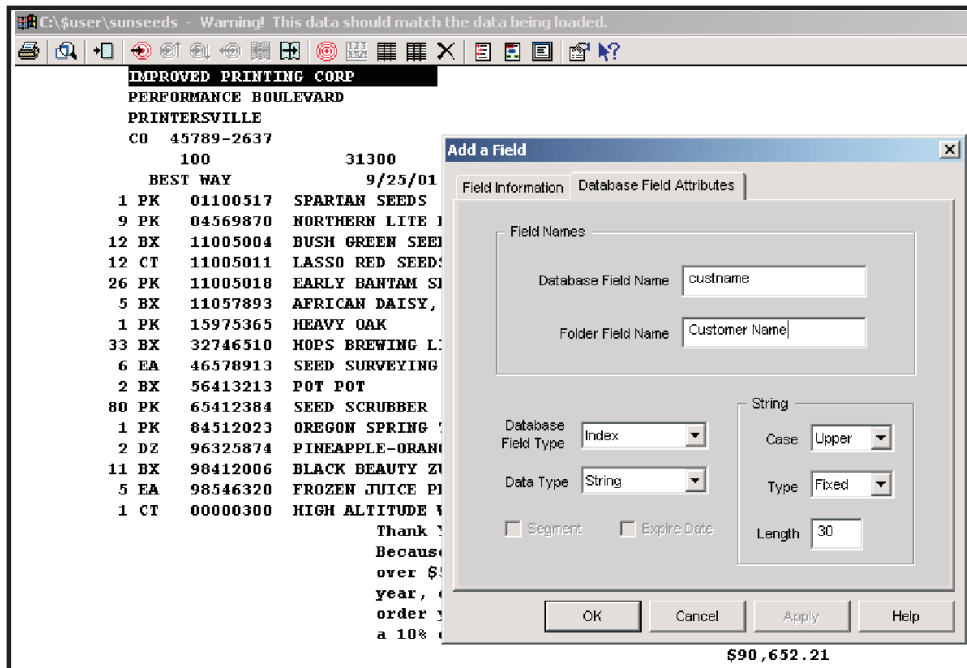 C:\$user\sunseeds - Warning! This data should match the data being loaded.
IMPROVED PRINTING CORP
PERFORMANCE BOULEVARD
PRINTERSVILLE
CO 45789-2637
100 31300
BEST WAY 9/25/01
1 PK 01100517 SPARTAN SEEDS
9 PK 04569870 NORTHERN LITE
12 BX 11005004 BUSH GREEN SEE
12 CT 11005011 LASSO RED SEEDS
26 PK 11005018 EARLY BANTAM
5 BX 11057893 AFRICAN DAISY,
1 PK 15975365 HEAVY OAK
33 BX 32746510 HOPS BREWING
6 EA 46578913 SEED SURVEYING
2 BX 56413213 POT POT
80 PK 65412384 SEED SCRUBBER
1 PK 84512023 OREGON SPRING
2 DZ 96325874 PINEAPPLE-ORAN
11 BX 98412006 BLACK BEAUTY
5 EA 98546320 FROZEN JUICE
1 CT 00000300 HIGH ALTITUDE
Thank
Because
over
year,
order
a 10%
$90,652.21
Add a Field
Field Information Database Field Attributes
Field Names
Database Field Name custname
Folder Field Name Customer Name
Database Field Type Index
Data Type String
Segment Expire Date
String
Case Upper
Type Fixed
Length 30
OK Cancel Apply Help